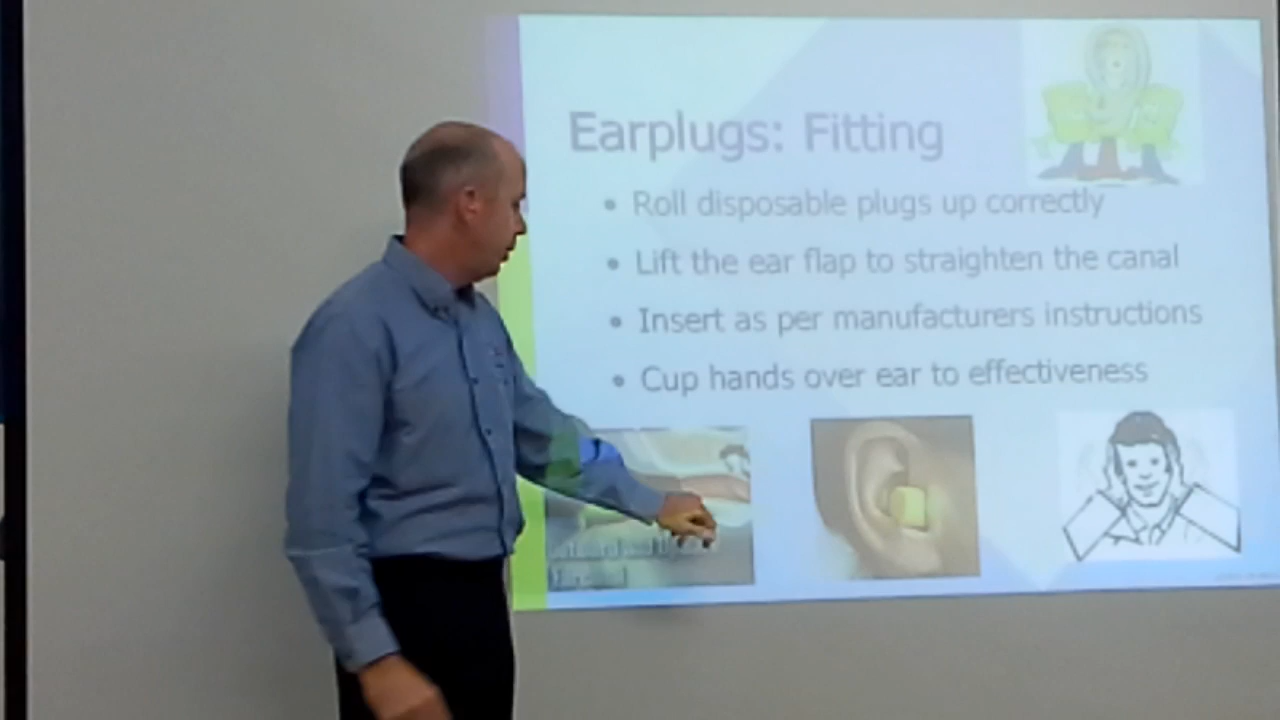 Earplugs: Fitting
• Roll disposable plugs up correctly
• Lift the ear flap to straighten the canal
• Insert as per manufacturers instructions
• Cup hands over ear to effectiveness